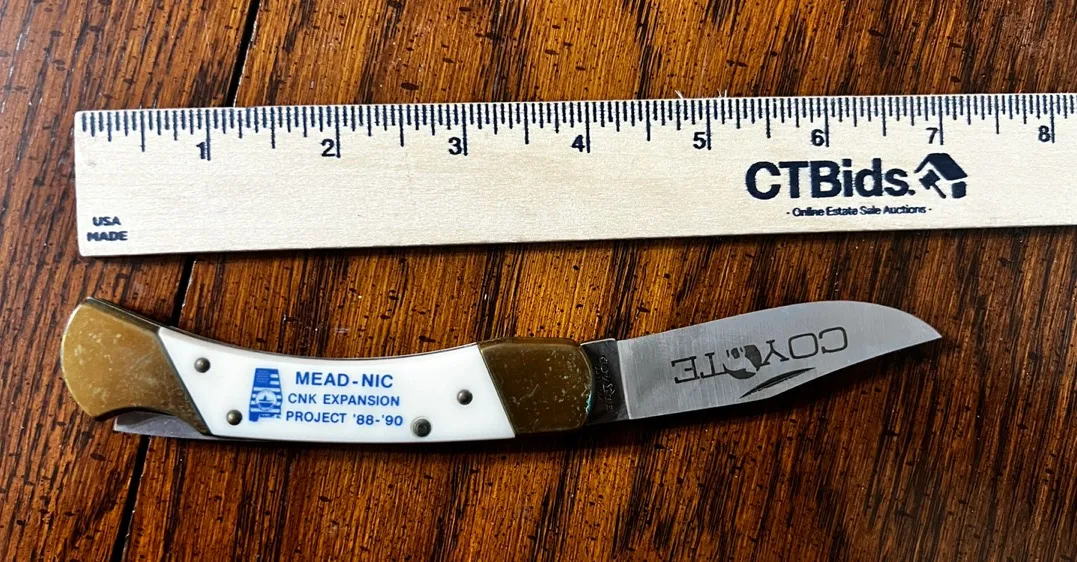 1 2 3 4 5 6 7 8
CTBids.
- Online Estate Sale Auctions -
USA
MADE
MEAD-NIC
CNK EXPANSION
PROJECT '88-'90
COYOTE